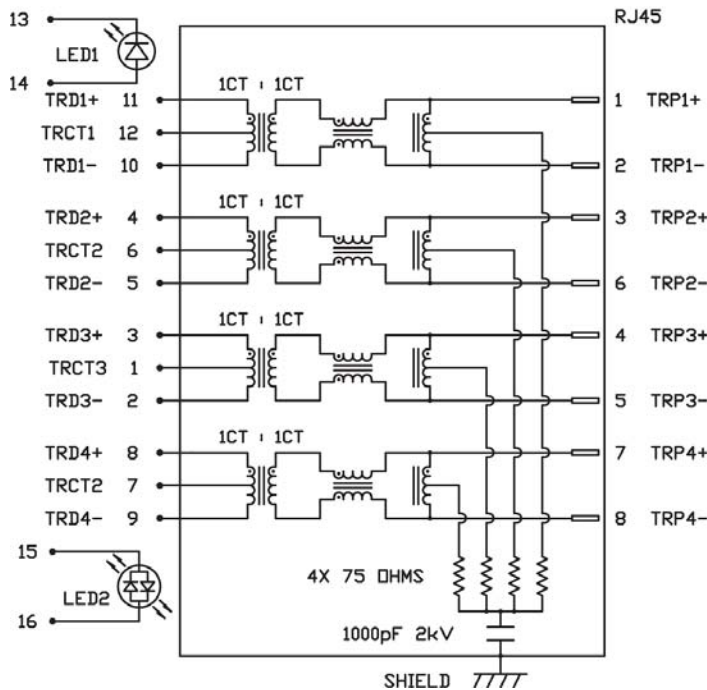 RJ45
13
LED1
14
1CT : 1CT
TRD1+ 11
1 TRP1+
TRCT1 12
TRD1- 10
2 TRP1-
1CT : 1CT
TRD2+ 4
3 TRP2+
TRCT2 6
TRD2- 5
6 TRP2-
1CT : 1CT
TRD3+ 3
4 TRP3+
TRCT3 1
TRD3- 2
5 TRP3-
1CT : 1CT
TRD4+ 8
7 TRP4+
TRCT2 7
TRD4- 9
8 TRP4-
15
LED2
16
4X 75 OHMS
1000pF 2kV
SHIELD